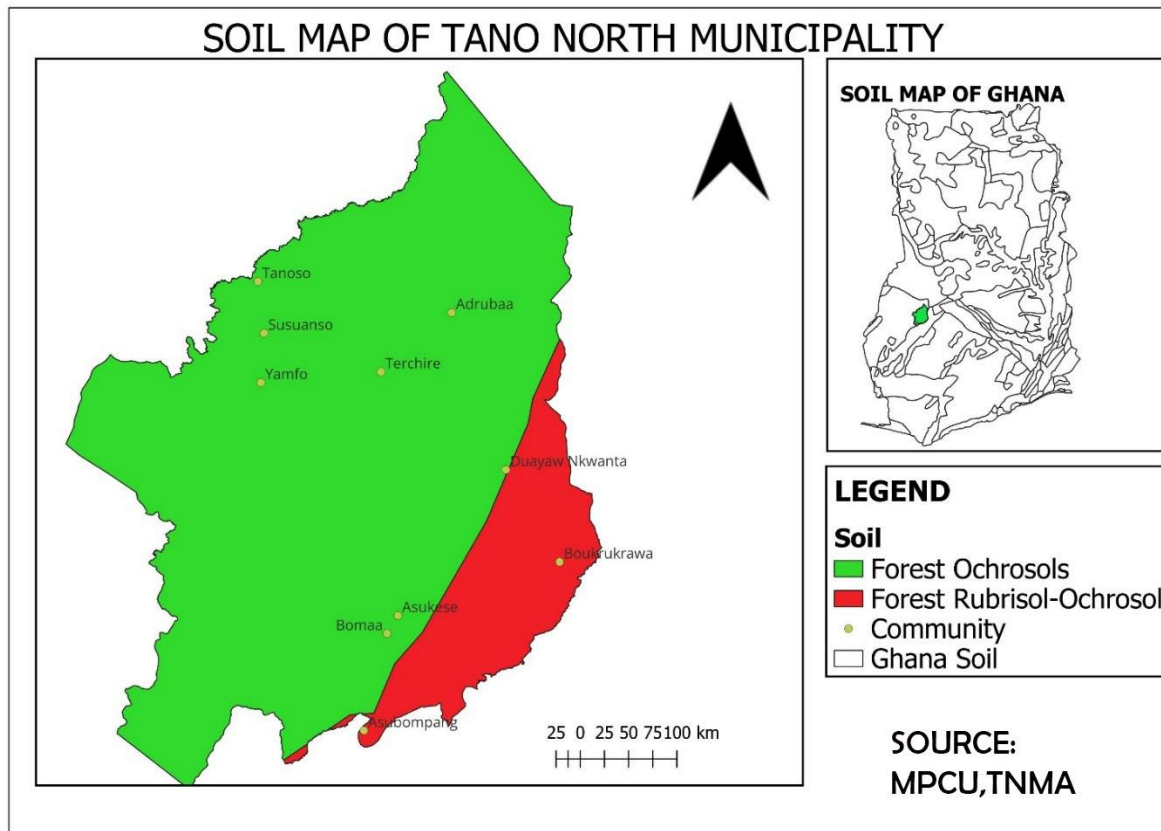 SOIL MAP OF TANO NORTH MUNICIPALITY
Tanoso
Adrubaa
Susuanso
Terchire
Yamfo
Duayaw Nkwanta
Boukrukrawa
Asukese
Bomaa
Asubompang
25 0 25 50 75 100 km
SOIL MAP OF GHANA
LEGEND
Soil
Forest Ochrosols
Forest Rubrisol-Ochrosol
Community
Ghana Soil
SOURCE:
MPCU,TNMA